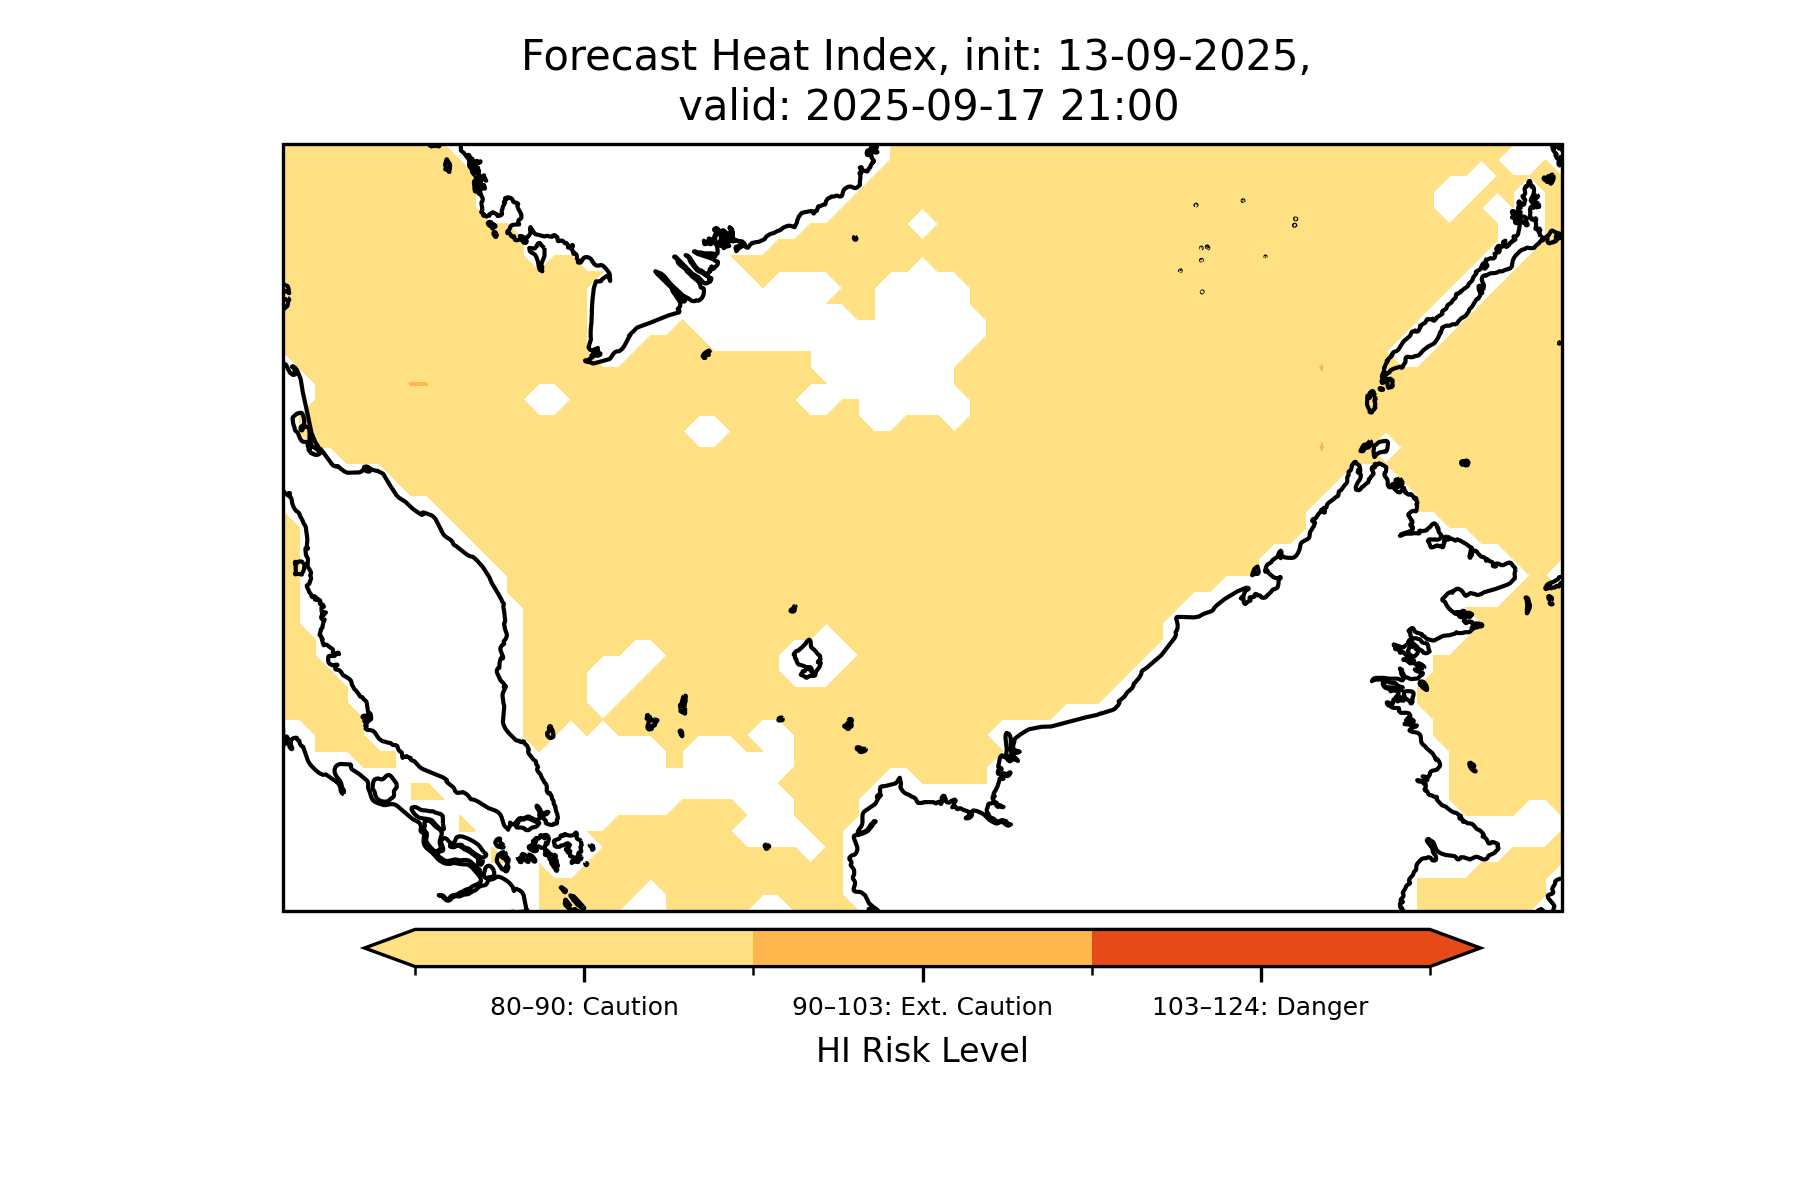 Forecast Heat Index, init: 13-09-2025,
valid: 2025-09-17 21:00
80–90: Caution
90–103: Ext. Caution
103–124: Danger
HI Risk Level